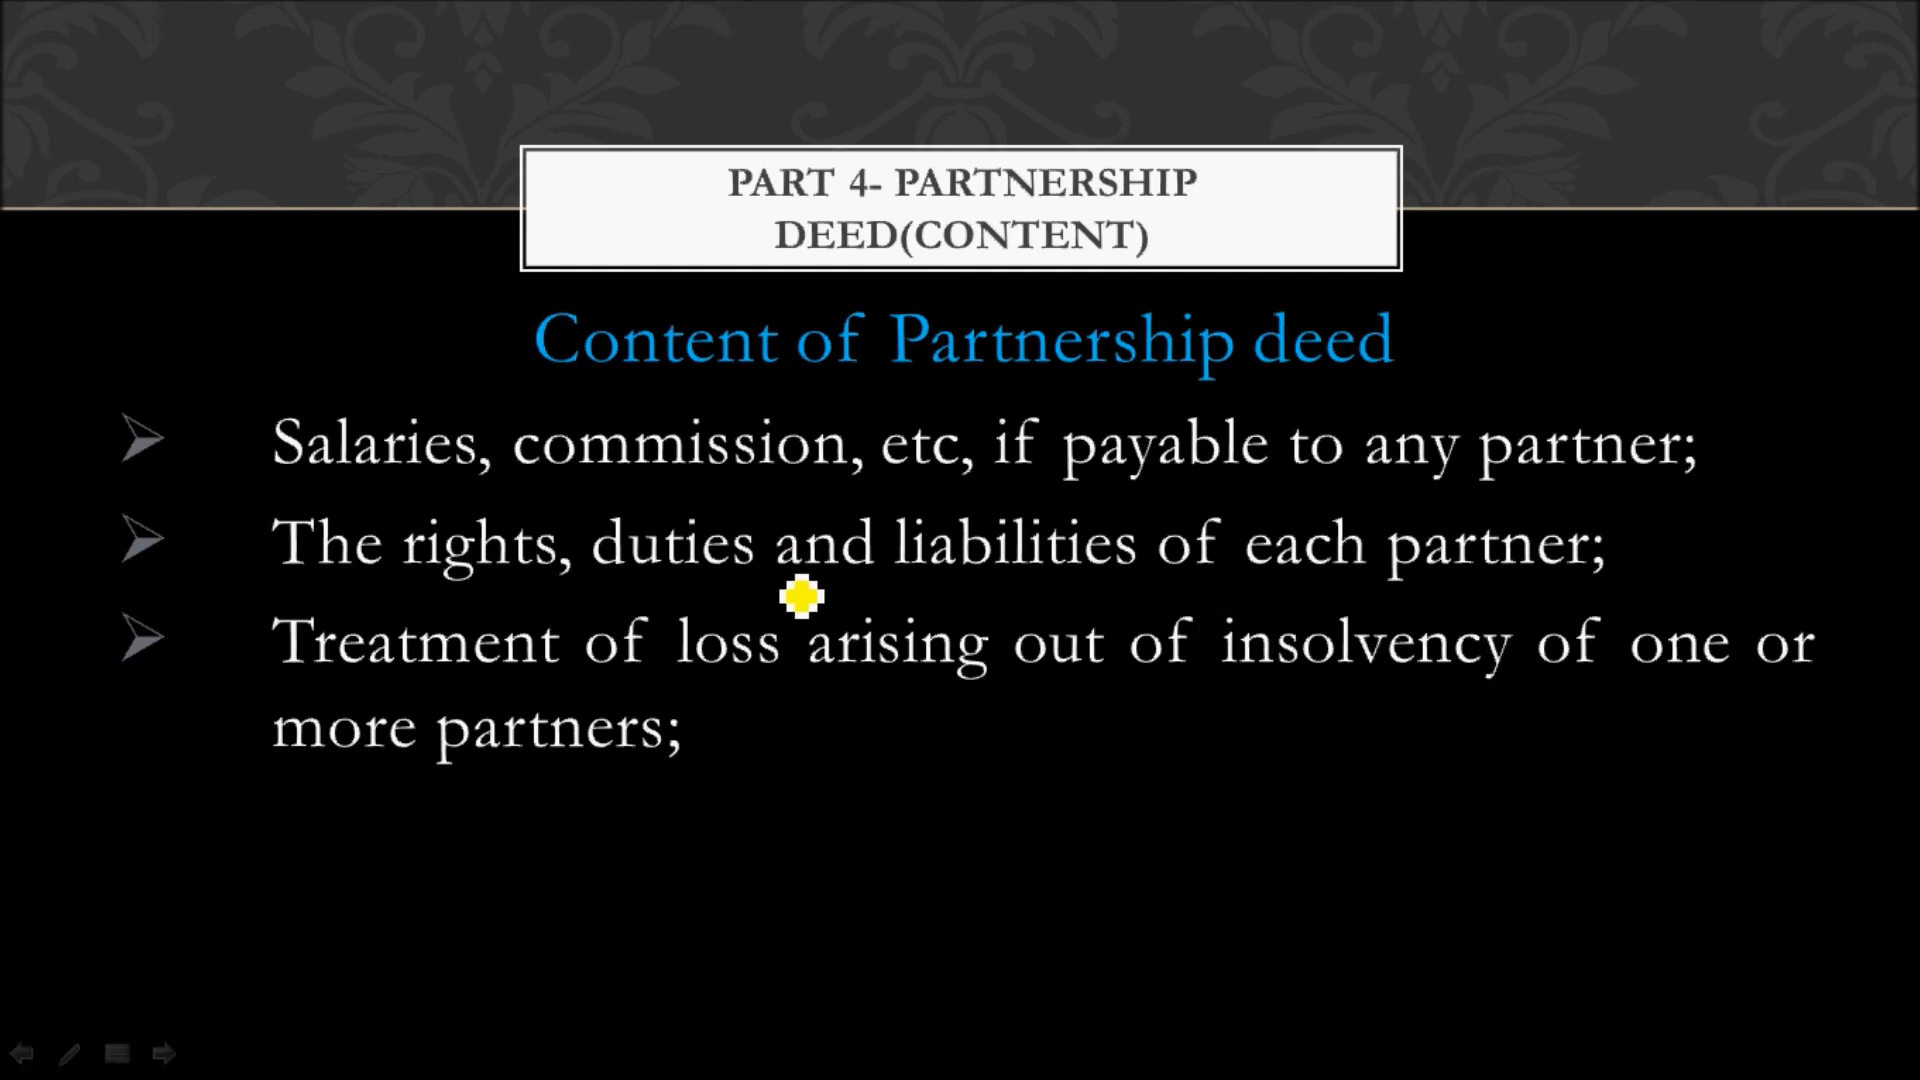 PART 4- PARTNERSHIP
DEED(CONTENT)
Content of Partnership deed
Salaries, commission, etc, if payable to any partner;
The rights, duties and liabilities of each partner;
Treatment of loss arising out of insolvency of one or
more partners;